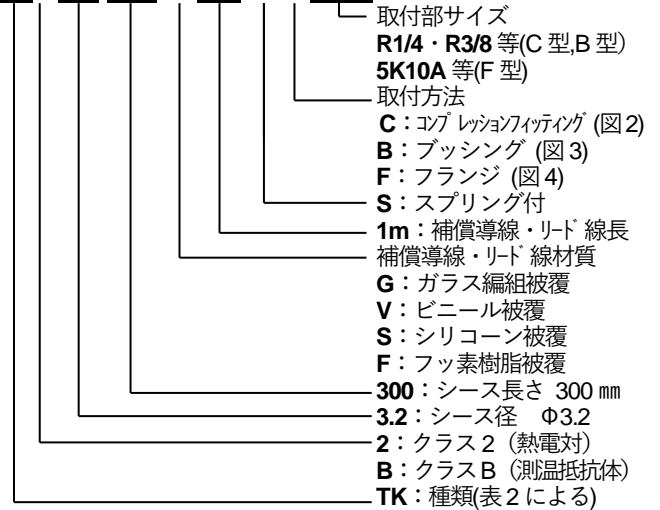 取付部サイズ
R1/4・R3/8 等(C 型,B 型)
5K10A 等(F 型)
取付方法
C：ｺﾝﾌﾟﾚｯｼｮﾝﾌｨｯﾃｨﾝｸﾞ (図 2)
B：ブッシング (図 3)
F：フランジ (図 4)
S：スプリング付
1m：補償導線・ﾘｰﾄﾞ線長
補償導線・ﾘｰﾄﾞ線材質
G：ガラス編組被覆
V：ビニール被覆
S：シリコーン被覆
F：フッ素樹脂被覆
300：シース長さ 300 ㎜
3.2：シース径 Φ3.2
2：クラス 2（熱電対）
B：クラス B（測温抵抗体）
TK：種類(表 2 による)